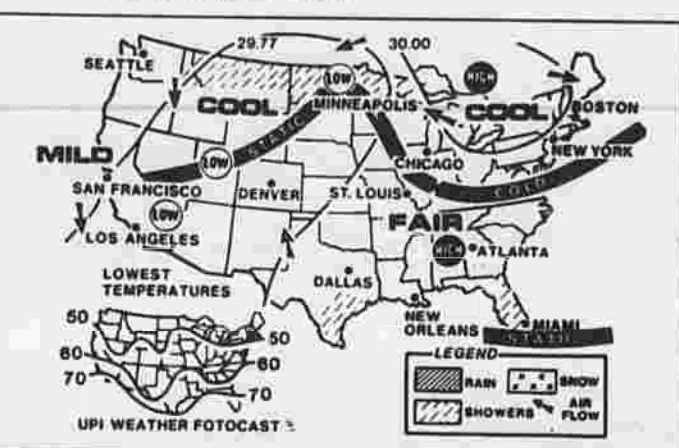 29.77
30.00
SEATTLE
LOW
HIGH
COOL
MINNEAPOLIS
COOL
BOSTON
MILD
STATIC
LOW
CHICAGO
NEW YORK
SAN FRANCISCO
DENVER
ST. LOUIS
COLD
LOW
FAIR
LOS ANGELES
HIGH
ATLANTA
LOWEST
TEMPERATURES
DALLAS
50
50
NEW
ORLEANS
MIAMI
STATIC
60
60
70
70
LEGEND
RAIN
SNOW
SHOWERS
AIR
FLOW
UPI WEATHER FOTOCAST